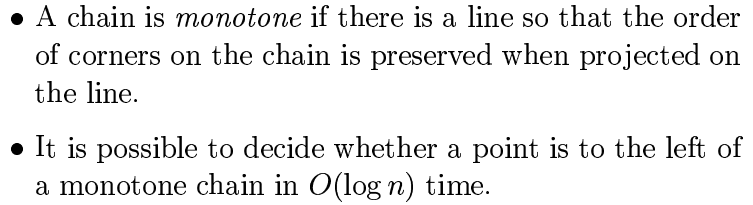 • A chain is monotone if there is a line so that the order
of corners on the chain is preserved when projected on
the line.
• It is possible to decide whether a point is to the left of
a monotone chain in O(log n) time.